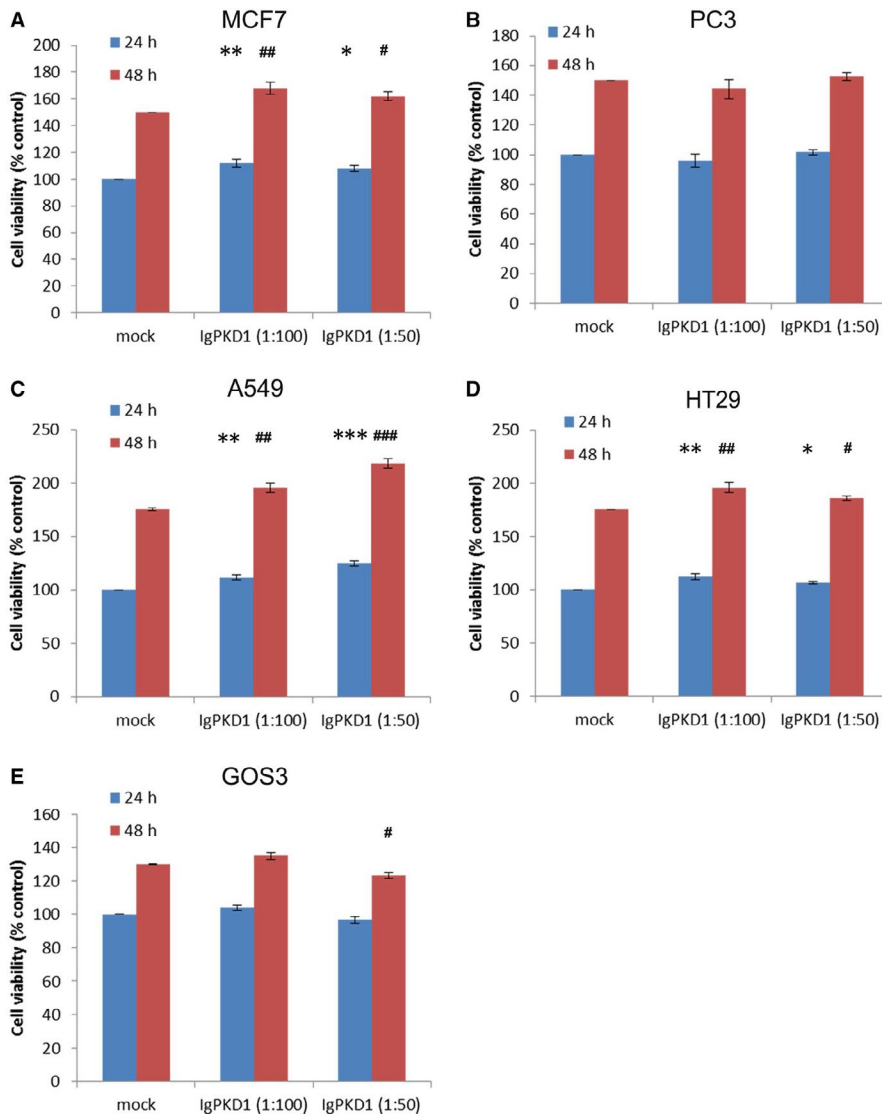 A MCF7
24 h
48 h
** ## * #
Cell viability (% control)
200
180
160
140
120
100
80
60
40
20
0
mock IgPKD1 (1:100) IgPKD1 (1:50)
B PC3
24 h
48 h
Cell viability (% control)
180
160
140
120
100
80
60
40
20
0
mock IgPKD1 (1:100) IgPKD1 (1:50)
C A549
24 h
48 h
** ## *** ###
Cell viability (% control)
250
200
150
100
50
0
mock IgPKD1 (1:100) IgPKD1 (1:50)
D HT29
24 h
48 h
** ## * #
Cell viability (% control)
250
200
150
100
50
0
mock IgPKD1 (1:100) IgPKD1 (1:50)
E GOS3
24 h
48 h
#
Cell viability (% control)
160
140
120
100
80
60
40
20
0
mock IgPKD1 (1:100) IgPKD1 (1:50)